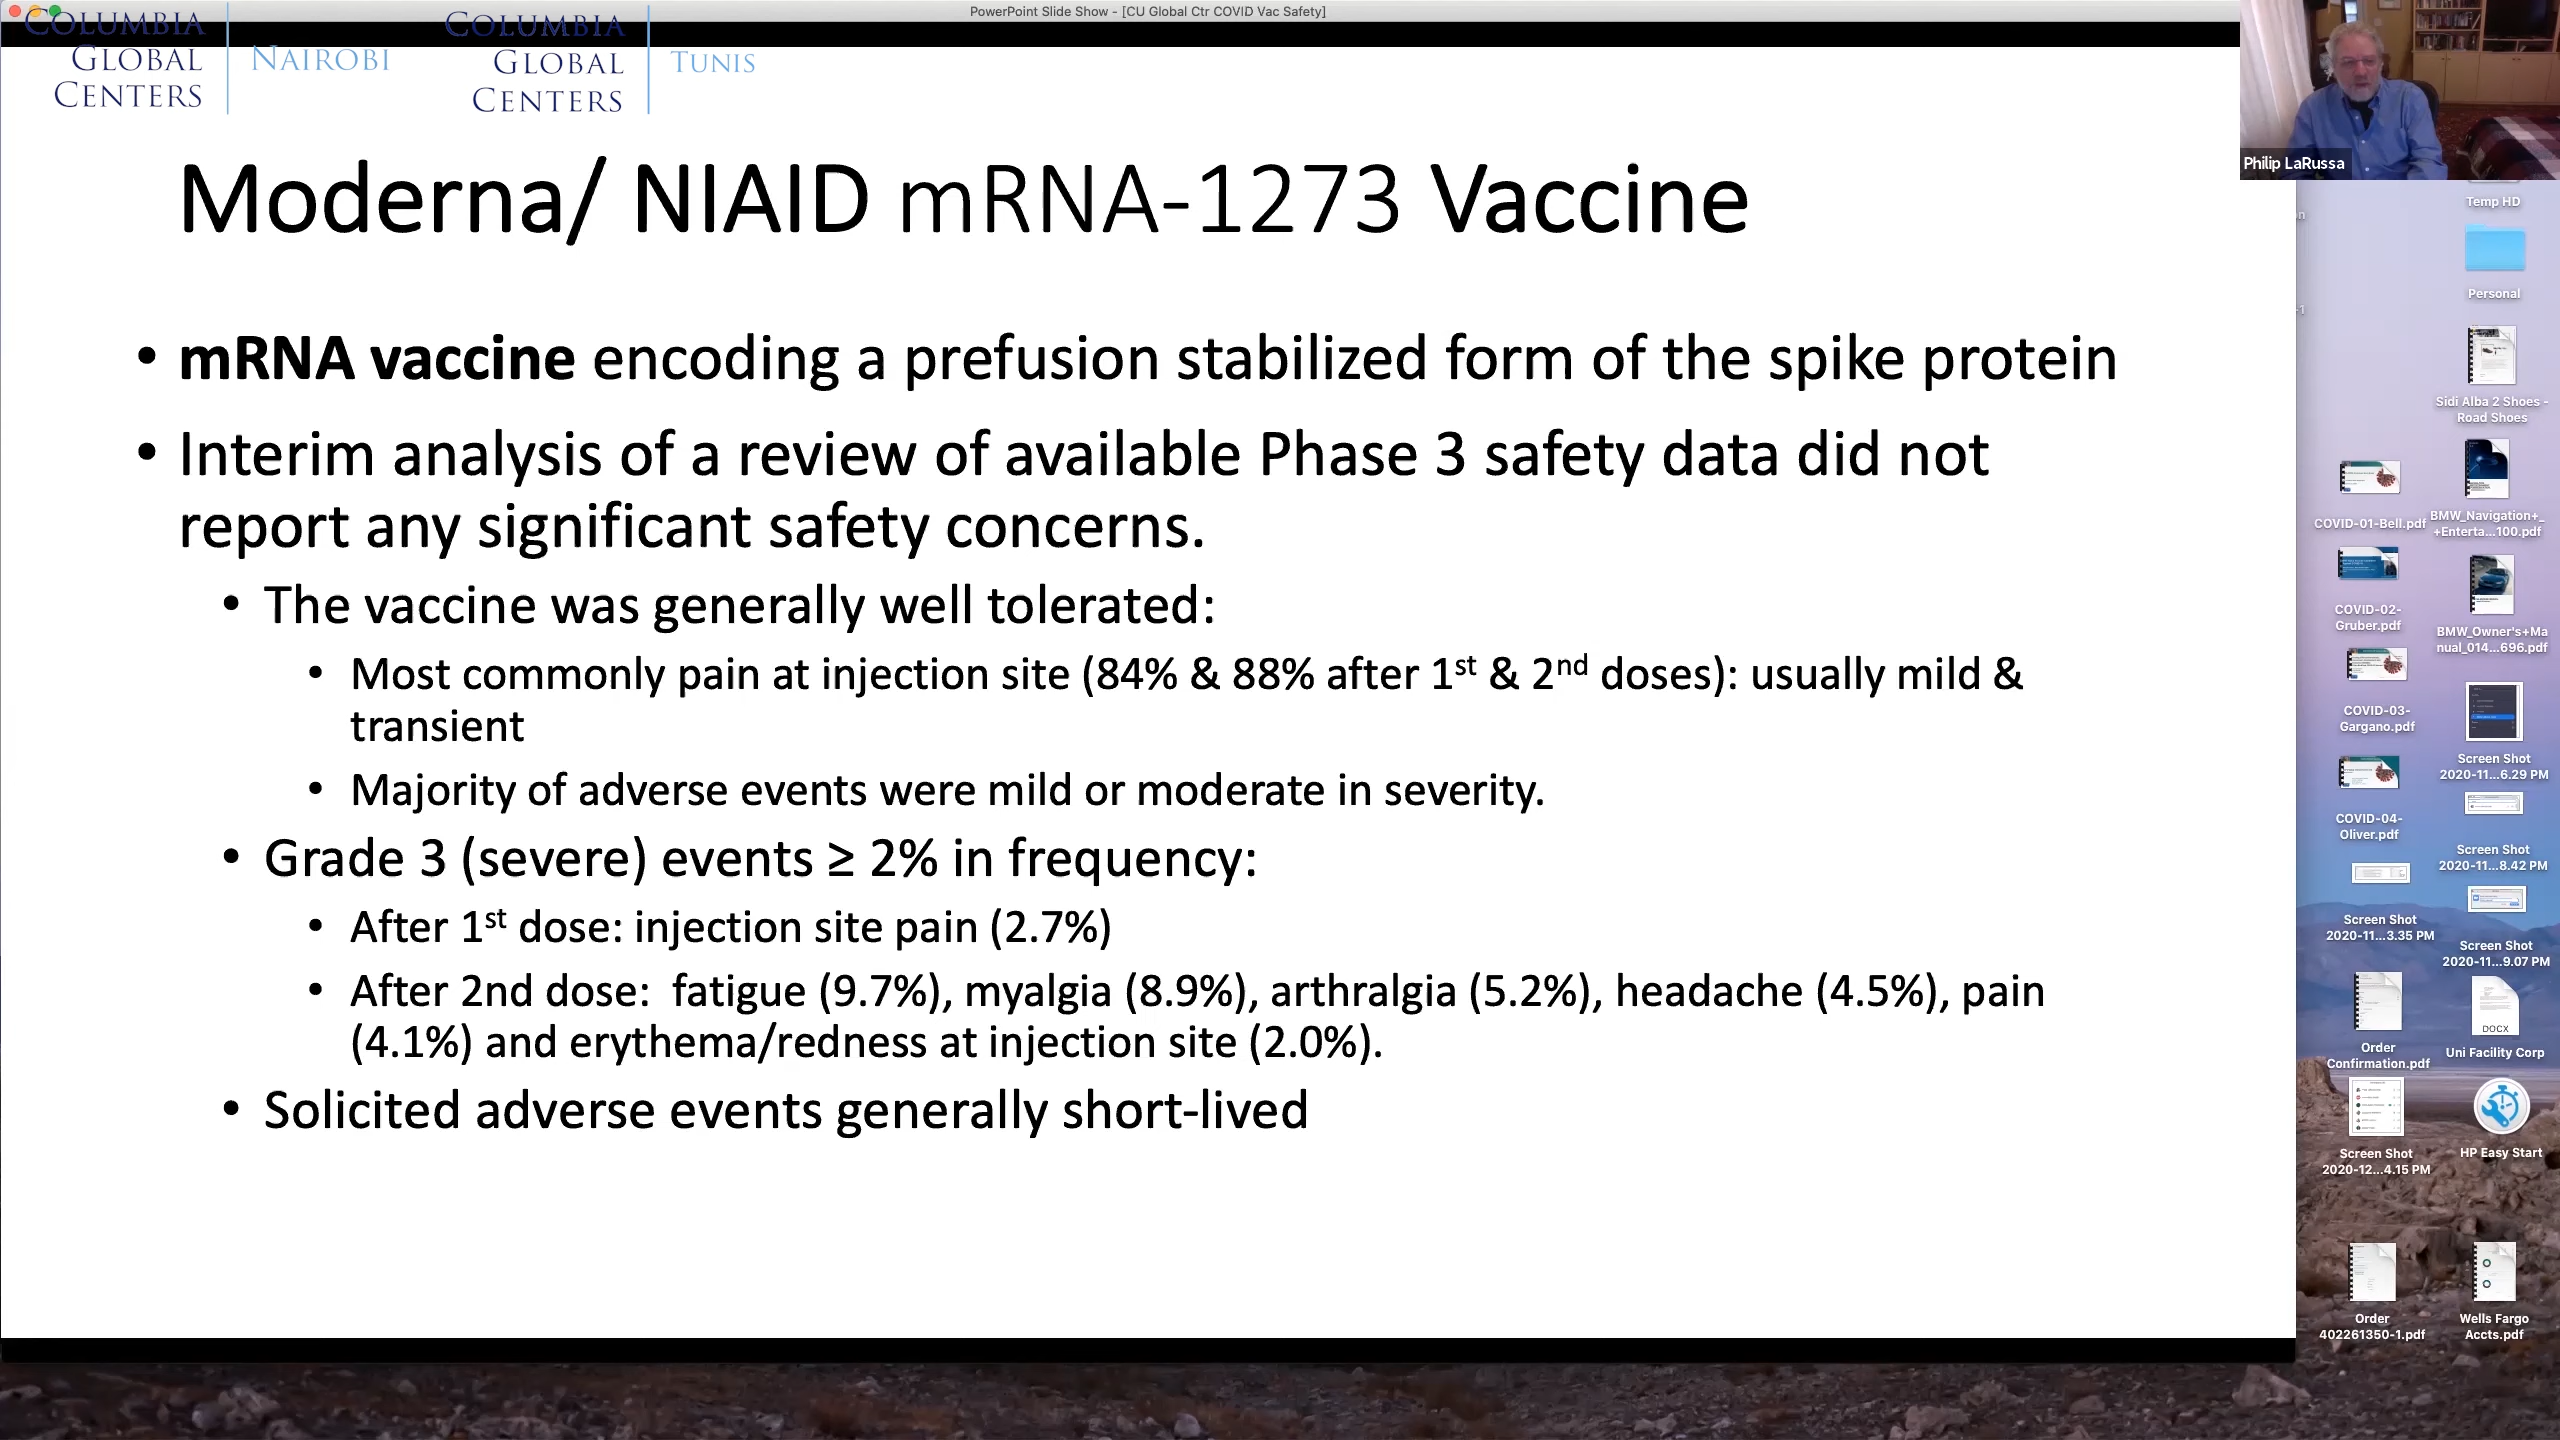 PowerPoint Slide Show - [CU Global Ctr COVID Vac Safety]
COLUMBIA
GLOBAL
CENTERS
NAIROBI
COLUMBIA
GLOBAL
CENTERS
TUNIS
Philip LaRussa
Moderna/ NIAID mRNA-1273 Vaccine
• mRNA vaccine encoding a prefusion stabilized form of the spike protein
• Interim analysis of a review of available Phase 3 safety data did not
report any significant safety concerns.
• The vaccine was generally well tolerated:
• Most commonly pain at injection site (84% & 88% after 1st & 2nd doses): usually mild &
transient
• Majority of adverse events were mild or moderate in severity.
• Grade 3 (severe) events ≥ 2% in frequency:
• After 1st dose: injection site pain (2.7%)
• After 2nd dose:  fatigue (9.7%), myalgia (8.9%), arthralgia (5.2%), headache (4.5%), pain
(4.1%) and erythema/redness at injection site (2.0%).
• Solicited adverse events generally short-lived
Temp HD
Personal
Sidi Alba 2 Shoes -
Road Shoes
COVID-01-Bell.pdf
BMW_Navigation+_
+Enterta...100.pdf
COVID-02-
Gruber.pdf
BMW_Owner's+Ma
nual_014...696.pdf
COVID-03-
Gargano.pdf
Screen Shot
2020-11...6.29 PM
COVID-04-
Oliver.pdf
Screen Shot
2020-11...8.42 PM
Screen Shot
2020-11...3.35 PM
Screen Shot
2020-11...9.07 PM
Order
Confirmation.pdf
DOCX
Uni Facility Corp
Screen Shot
2020-12...4.15 PM
HP Easy Start
Order
402261350-1.pdf
Wells Fargo
Accts.pdf